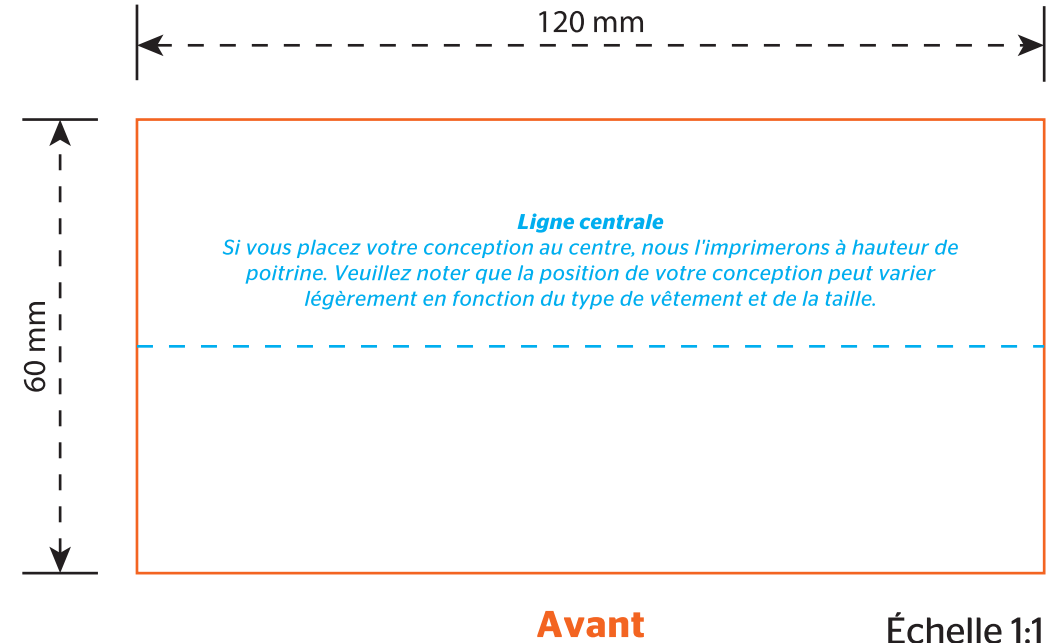 120 mm
60 mm
Ligne centrale
Si vous placez votre conception au centre, nous l'imprimerons à hauteur de
poitrine. Veuillez noter que la position de votre conception peut varier
légèrement en fonction du type de vêtement et de la taille.
Avant
Échelle 1:1